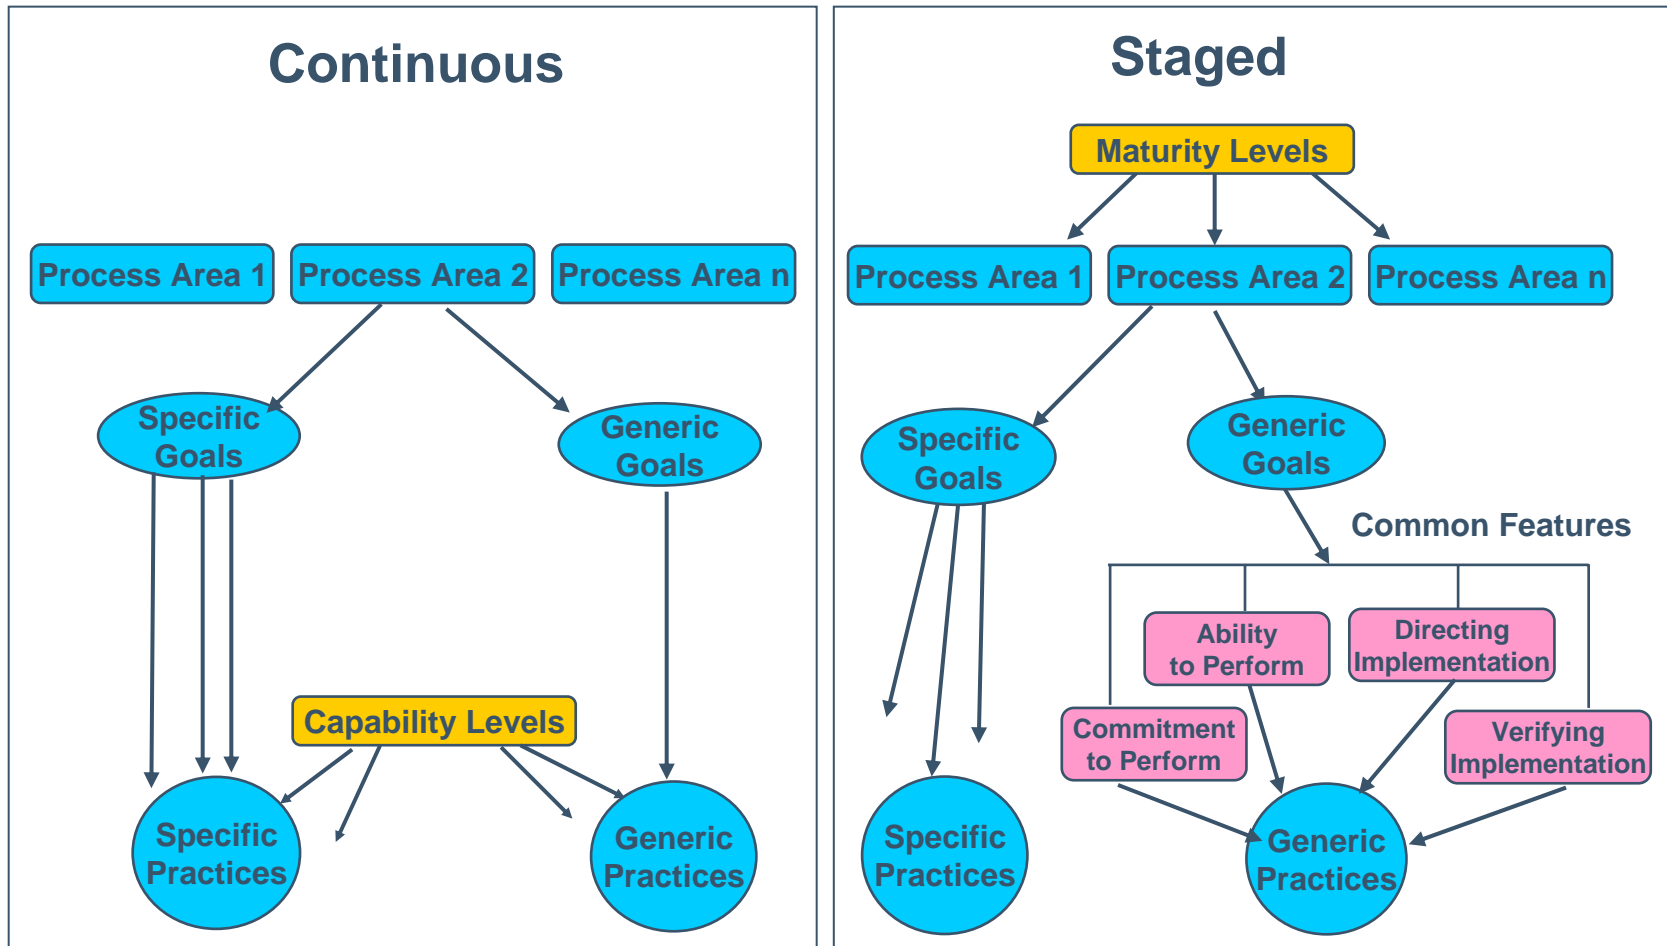 Continuous
Process Area 1
Process Area 2
Process Area n
Specific
Goals
Generic
Goals
Capability Levels
Specific
Practices
Generic
Practices
Staged
Maturity Levels
Process Area 1
Process Area 2
Process Area n
Specific
Goals
Generic
Goals
Common Features
Ability
to Perform
Directing
Implementation
Commitment
to Perform
Verifying
Implementation
Specific
Practices
Generic
Practices